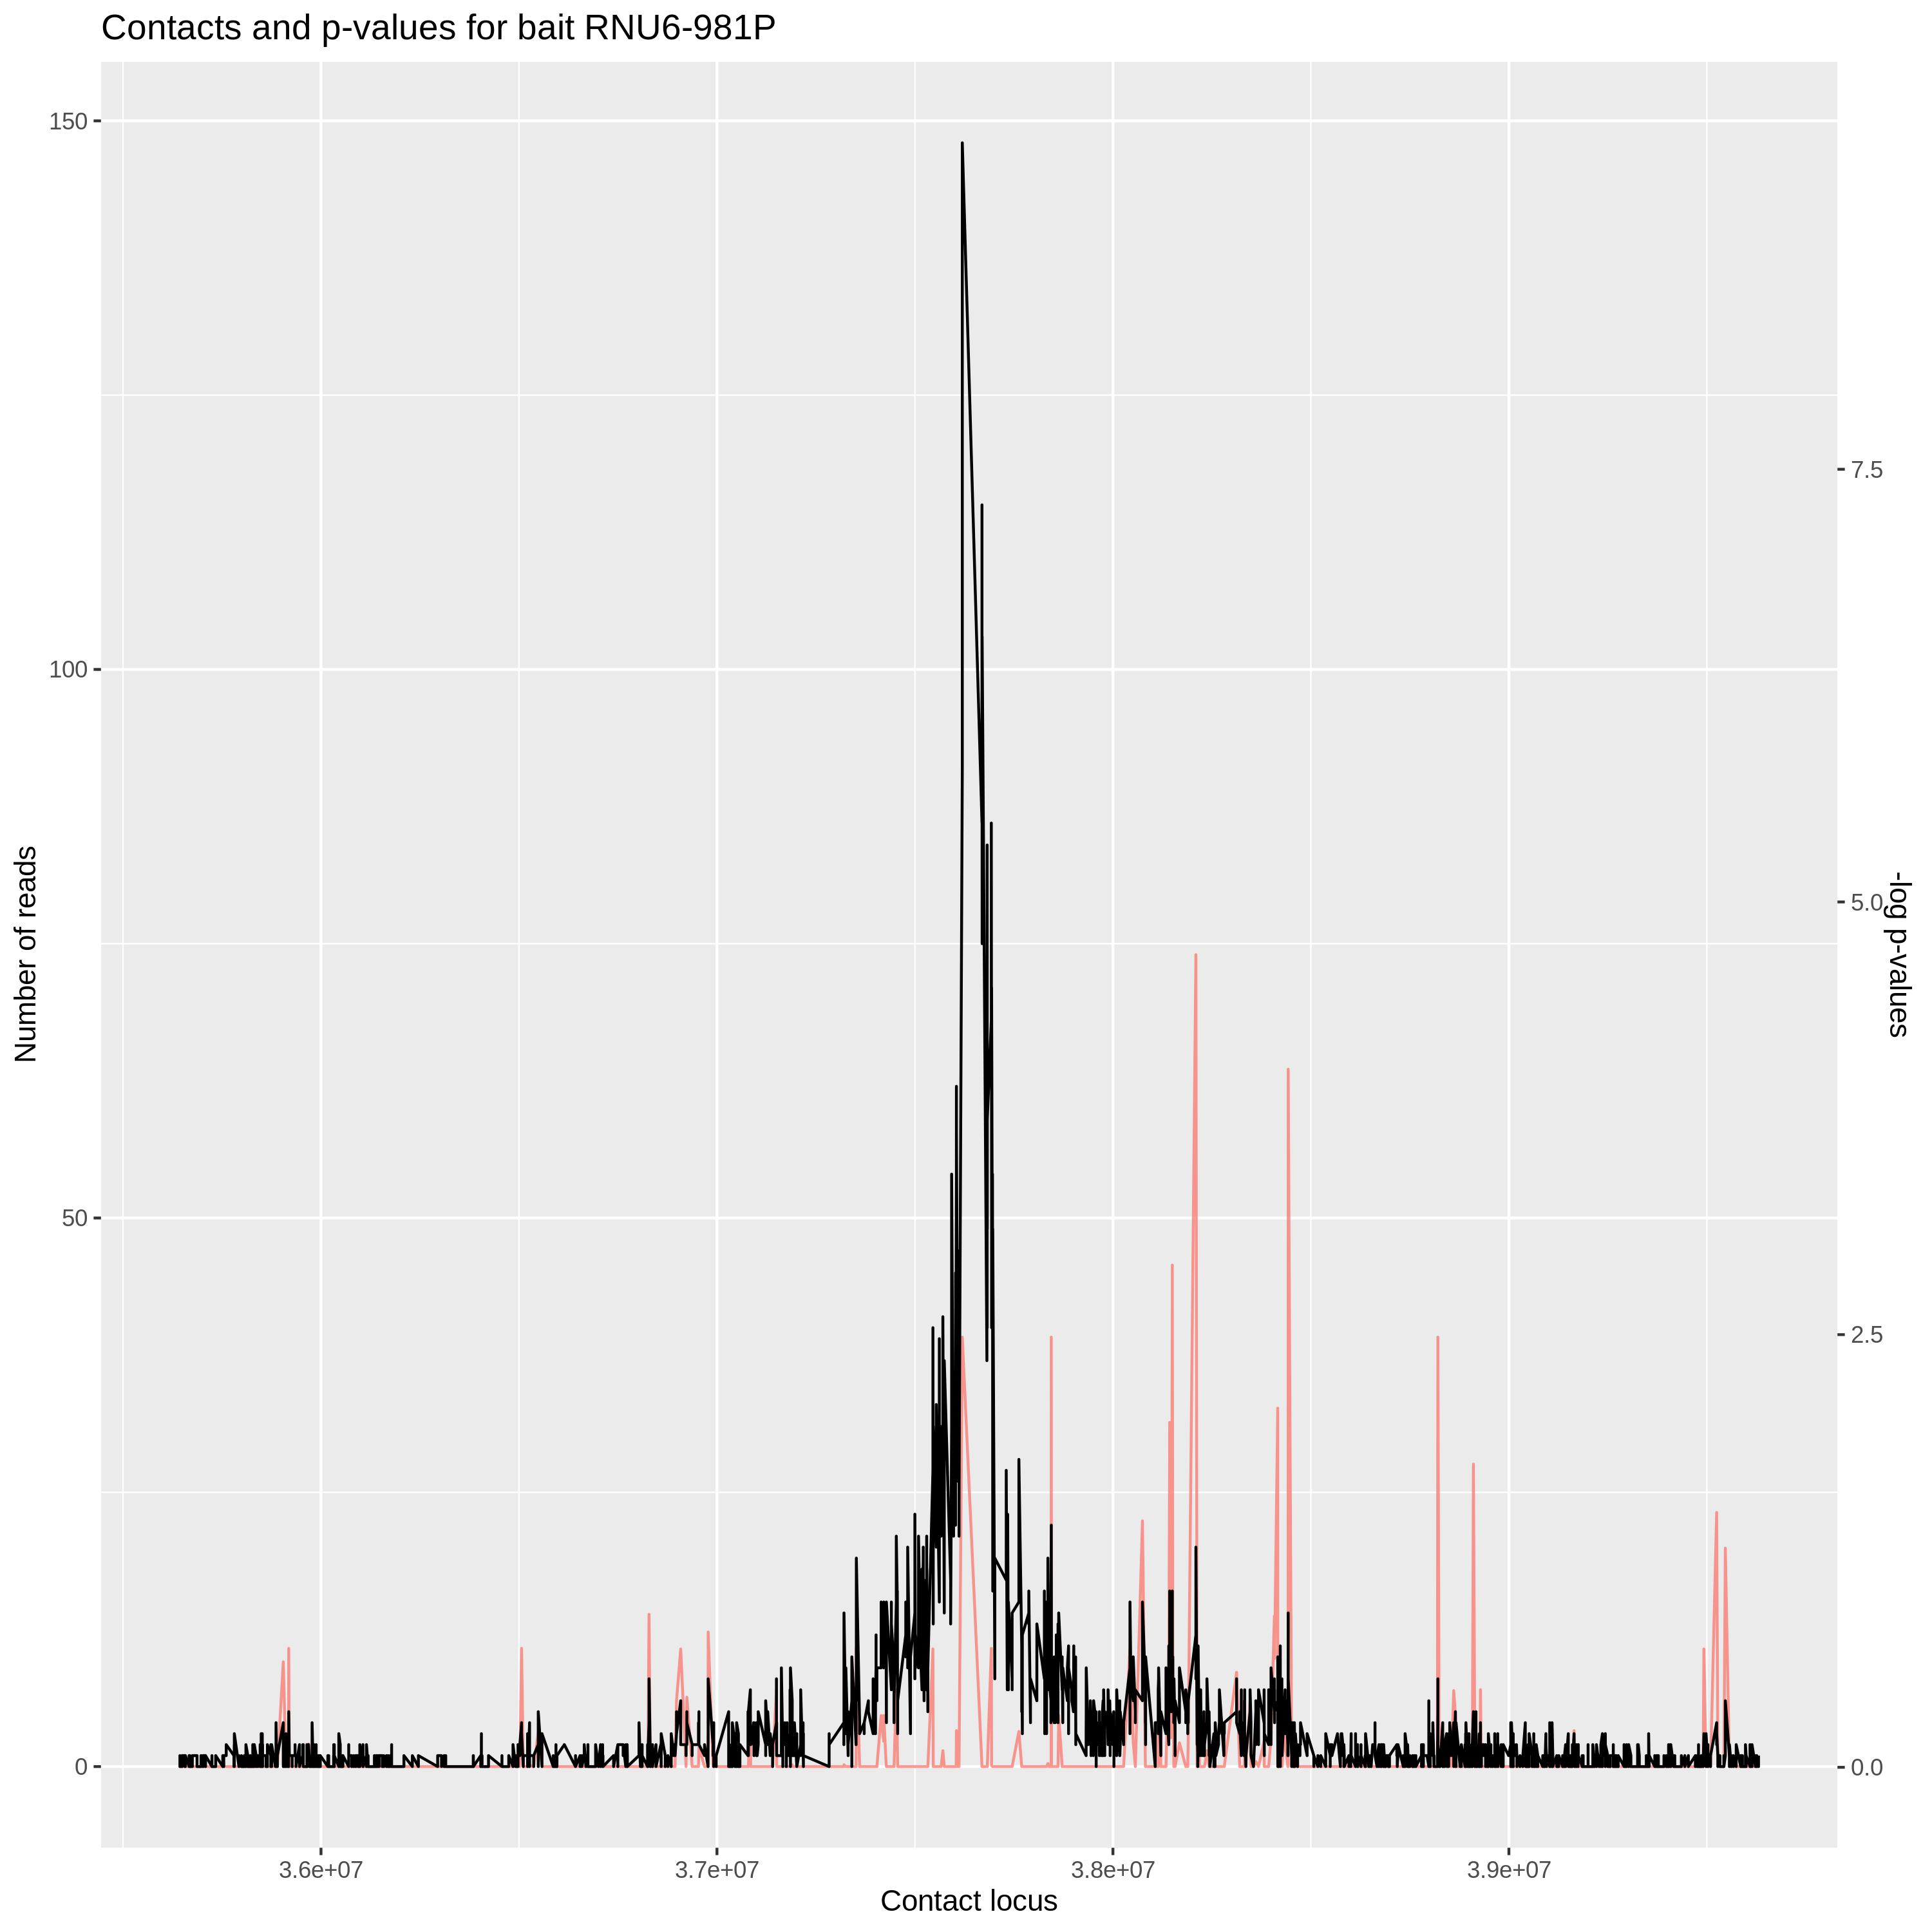 Contacts and p-values for bait RNU6-981P
150
100
50
0
Number of reads
7.5
5.0
2.5
0.0
-log p-values
3.6e+07
3.7e+07
3.8e+07
3.9e+07
Contact locus